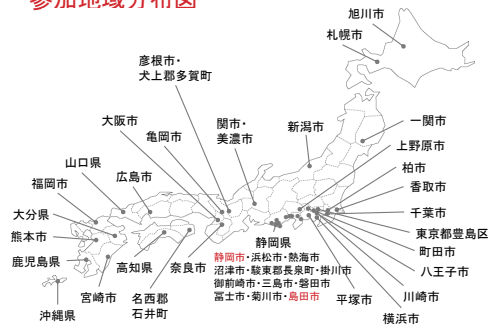 参加地域分布図
旭川市
札幌市
彦根市・
犬上郡多賀町
大阪市
亀岡市
関市・
美濃市
新潟市
一関市
上野原市
柏市
香取市
千葉市
東京都豊島区
町田市
八王子市
川崎市
横浜市
平塚市
山口県
広島市
福岡市
大分県
熊本市
鹿児島県
沖縄県
宮崎市
高知県
名西郡
石井町
奈良市
静岡県
静岡市・浜松市・熱海市
沼津市・駿東郡長泉町・掛川市
御前崎市・三島市・磐田市
冨士市・菊川市・島田市